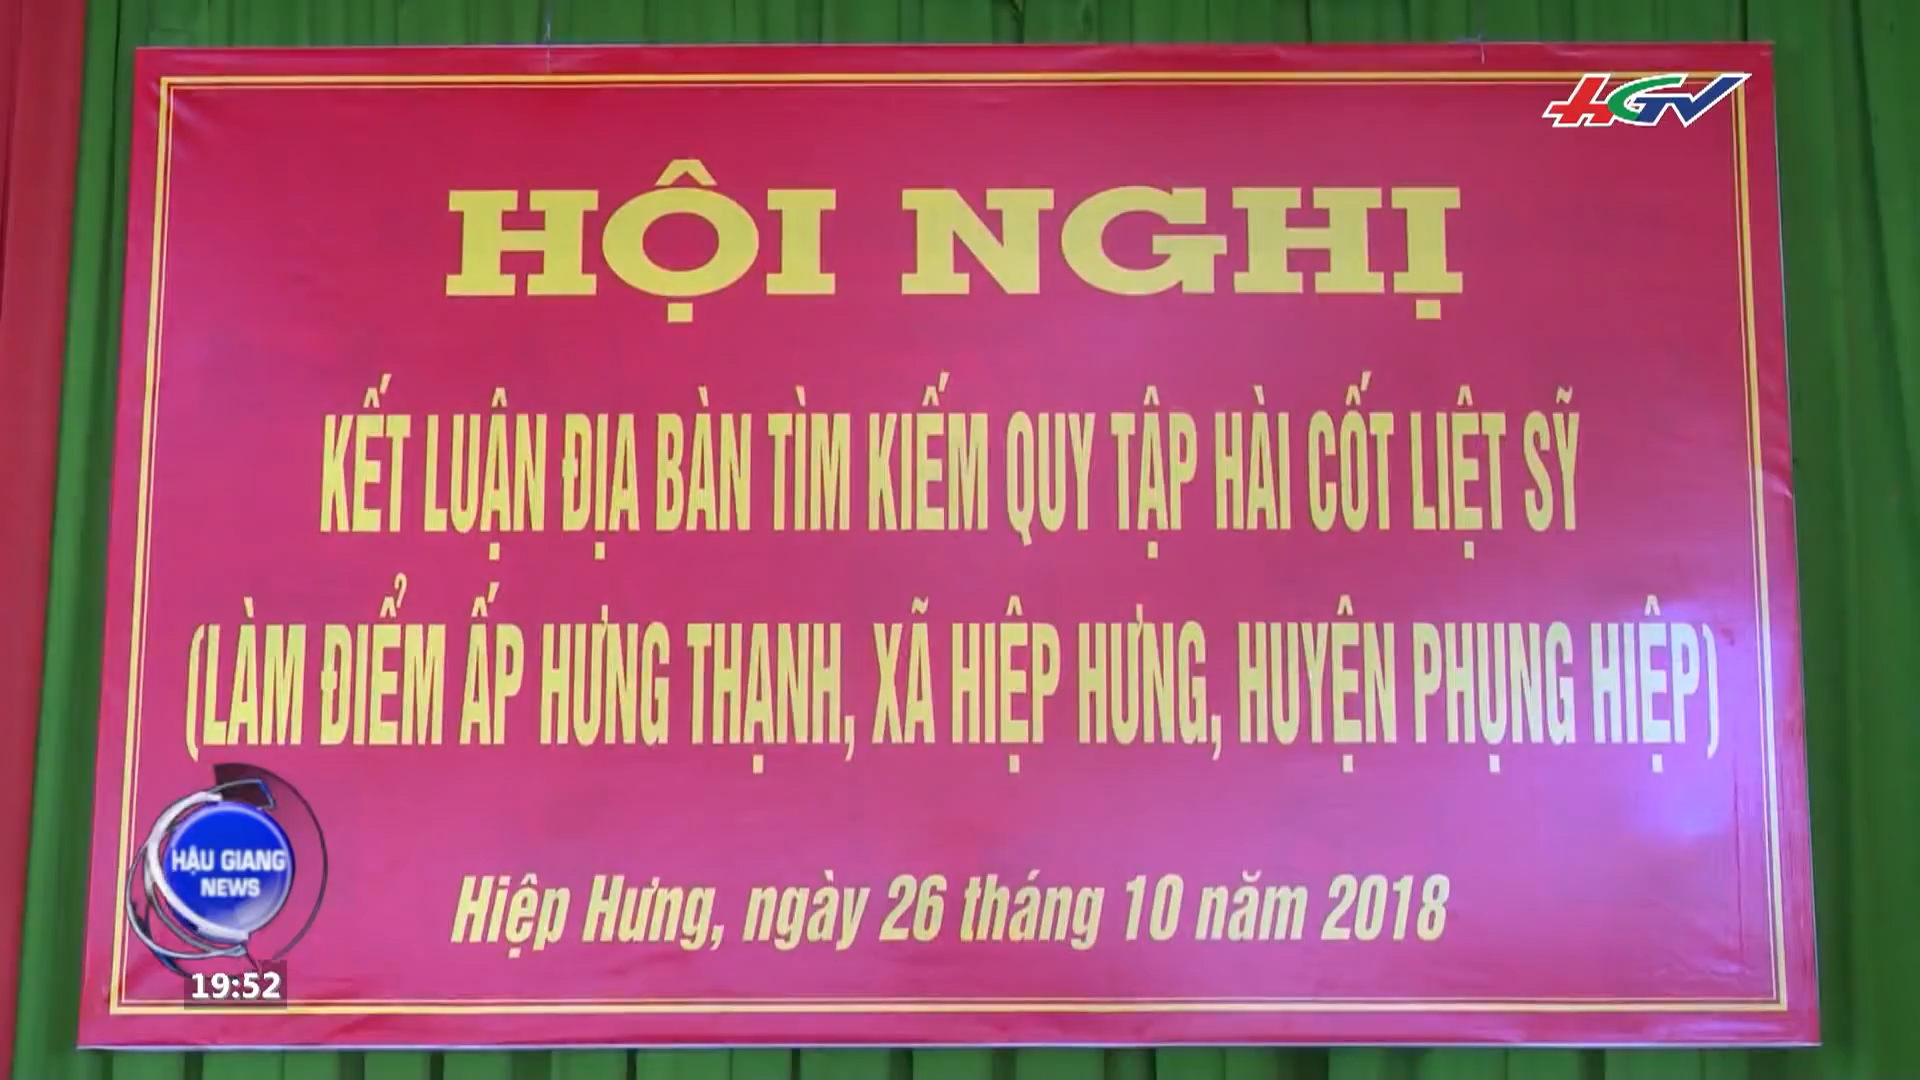 HGV
HỘI NGHỊ
KẾT LUẬN ĐỊA BÀN TÌM KIẾM QUY TẬP HÀI CỐT LIỆT SỸ
(LÀM ĐIỂM ẤP HƯNG THẠNH, XÃ HIỆP HƯNG, HUYỆN PHỤNG HIỆP)
Hiệp Hưng, ngày 26 tháng 10 năm 2018
HẬU GIANG
NEWS
19:52